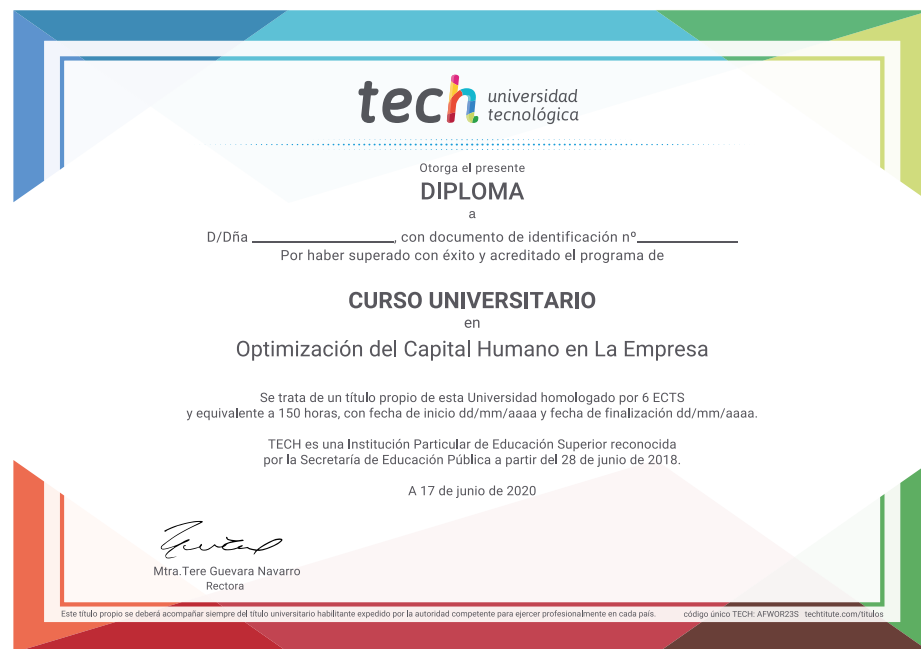 tech universidad
tecnológica
Otorga el presente
DIPLOMA
a
D/Dña ________________, con documento de identificación nº____________
Por haber superado con éxito y acreditado el programa de
CURSO UNIVERSITARIO
en
Optimización del Capital Humano en La Empresa
Se trata de un título propio de esta Universidad homologado por 6 ECTS
y equivalente a 150 horas, con fecha de inicio dd/mm/aaaa y fecha de finalización dd/mm/aaaa.
TECH es una Institución Particular de Educación Superior reconocida
por la Secretaría de Educación Pública a partir del 28 de junio de 2018.
A 17 de junio de 2020
Mtra.Tere Guevara Navarro
Rectora
Este título propio se deberá acompañar siempre del título universitario habilitante expedido por la autoridad competente para ejercer profesionalmente en cada país. código único TECH: AFWOR23S techtitute.com/titulos